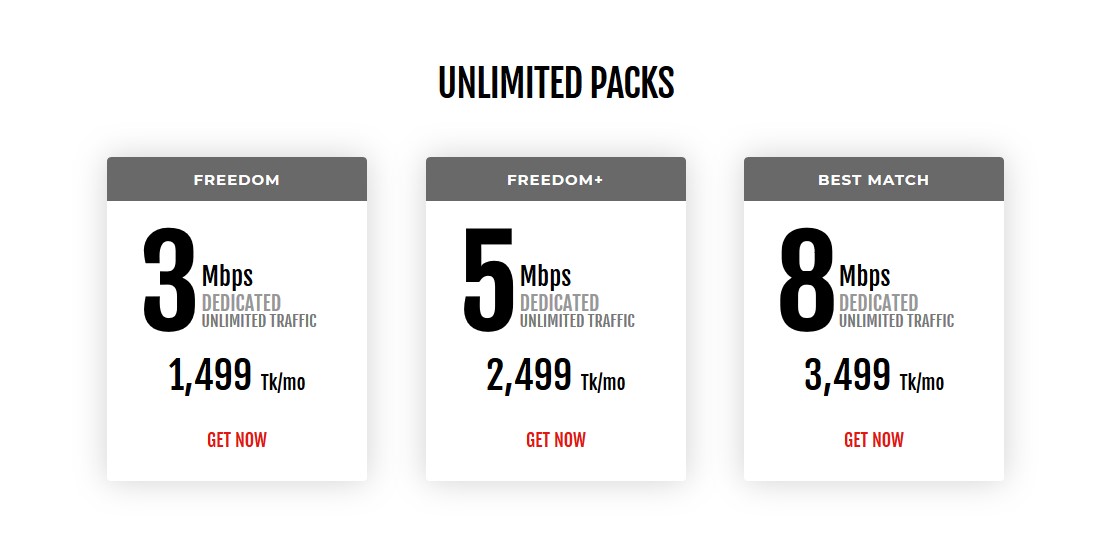 UNLIMITED PACKS
FREEDOM
3 Mbps
DEDICATED
UNLIMITED TRAFFIC
1,499 Tk/mo
GET NOW
FREEDOM+
5 Mbps
DEDICATED
UNLIMITED TRAFFIC
2,499 Tk/mo
GET NOW
BEST MATCH
8 Mbps
DEDICATED
UNLIMITED TRAFFIC
3,499 Tk/mo
GET NOW